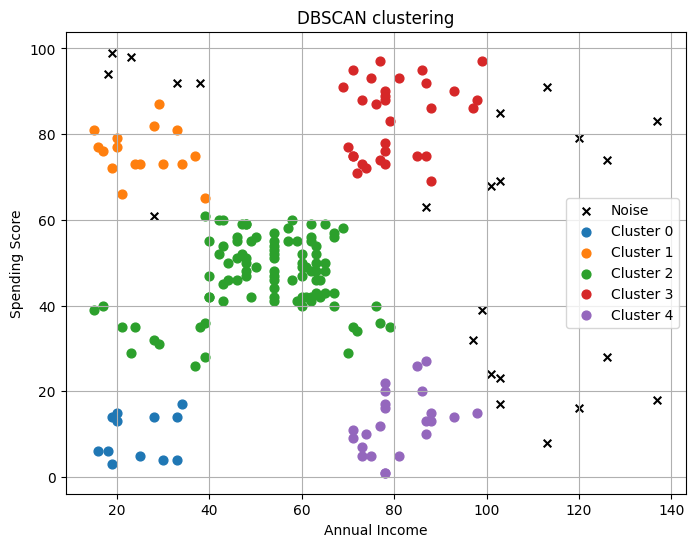 DBSCAN clustering
100
80
60
40
20
0
Spending Score
Noise
Cluster 0
Cluster 1
Cluster 2
Cluster 3
Cluster 4
20 40 60 80 100 120 140
Annual Income